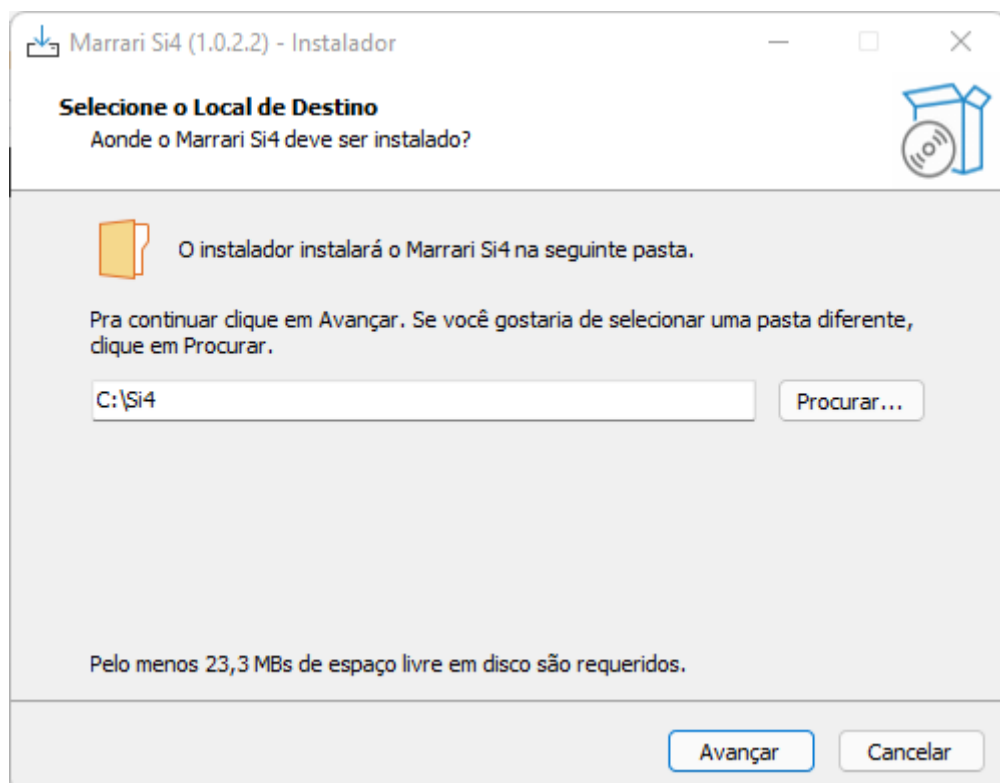 Marrari Si4 (1.0.2.2) - Instalador
Selecione o Local de Destino
Aonde o Marrari Si4 deve ser instalado?
O instalador instalará o Marrari Si4 na seguinte pasta.
Pra continuar clique em Avançar. Se você gostaria de selecionar uma pasta diferente,
clique em Procurar.
C:\Si4
Procurar...
Pelo menos 23,3 MBs de espaço livre em disco são requeridos.
Avançar
Cancelar